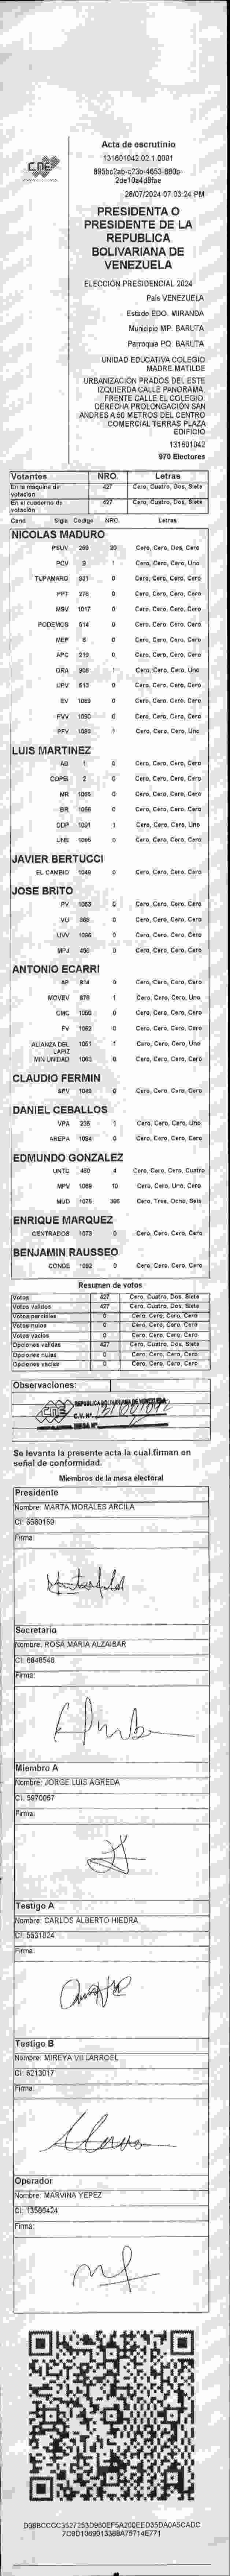 CNE
Acta de escrutinio
131601042.02.1.0001
28/07/2024 07:03:24 PM
PRESIDENTA O
PRESIDENTE DE LA
REPUBLICA
BOLIVARIANA DE
VENEZUELA
ELECCIÓN PRESIDENCIAL 2024
País VENEZUELA
Estado EDO. MIRANDA
Municipio MP. BARUTA
Parroquia PQ. BARUTA
UNIDAD EDUCATIVA COLEGIO
MADRE MATILDE
URBANIZACIÓN PRADOS DEL ESTE
IZQUIERDA CALLE PANORAMA.
FRENTE CALLE EL COLEGIO.
DERECHA PROLONGACIÓN SAN
ANDRES A 50 METROS DEL CENTRO
COMERCIAL TERRAS PLAZA
EDIFICIO
131601042
970 Electores
Votantes NRO. Letras
En la máquina de votación 427 Cero, Cuatro, Dos, Siete
En el cuaderno de votación 427 Cero, Cuatro, Dos, Siete
Cand. Sigla Codigo NRO. Letras
NICOLAS MADURO
PSUV 269 20 Cero, Cero, Dos, Cero
PCV 9 1 Cero, Cero, Cero, Uno
TUPAMARO 931 0 Cero, Cero, Cero, Cero
PPT 276 0 Cero, Cero, Cero, Cero
MSV 1017 0 Cero, Cero, Cero, Cero
PODEMOS 514 0 Cero, Cero, Cero, Cero
MEP 6 0 Cero, Cero, Cero, Cero
APC 219 0 Cero, Cero, Cero, Cero
ORA 908 1 Cero, Cero, Cero, Uno
UPV 613 0 Cero, Cero, Cero, Cero
EV 1089 0 Cero, Cero, Cero, Cero
PVV 1090 0 Cero, Cero, Cero, Cero
PFV 1083 1 Cero, Cero, Cero, Uno
LUIS MARTINEZ
AD 1 0 Cero, Cero, Cero, Cero
COPEI 2 0 Cero, Cero, Cero, Cero
MR 1055 0 Cero, Cero, Cero, Cero
BR 1056 0 Cero, Cero, Cero, Cero
DDP 1091 1 Cero, Cero, Cero, Uno
UNE 1095 0 Cero, Cero, Cero, Cero
JAVIER BERTUCCI
EL CAMBIO 1048 0 Cero, Cero, Cero, Cero
JOSE BRITO
PV 1053 0 Cero, Cero, Cero, Cero
VU 868 0 Cero, Cero, Cero, Cero
UVV 1096 0 Cero, Cero, Cero, Cero
MPJ 456 0 Cero, Cero, Cero, Cero
ANTONIO ECARRI
AP 814 0 Cero, Cero, Cero, Cero
MOVEV 878 1 Cero, Cero, Cero, Uno
CMC 1050 0 Cero, Cero, Cero, Cero
FV 1062 0 Cero, Cero, Cero, Cero
ALIANZA DEL LAPIZ 1051 1 Cero, Cero, Cero, Uno
MIN UNIDAD 1066 0 Cero, Cero, Cero, Cero
CLAUDIO FERMIN
SPV 1049 0 Cero, Cero, Cero, Cero
DANIEL CEBALLOS
VPA 236 1 Cero, Cero, Cero, Uno
AREPA 1094 0 Cero, Cero, Cero, Cero
EDMUNDO GONZALEZ
UNTC 460 4 Cero, Cero, Cero, Cuatro
MPV 1069 10 Cero, Cero, Uno, Cero
MUD 1075 386 Cero, Tres, Ocho, Seis
ENRIQUE MARQUEZ
CENTRADOS 1073 0 Cero, Cero, Cero, Cero
BENJAMIN RAUSSEO
CONDE 1092 0 Cero, Cero, Cero, Cero
Resumen de votos
Votos 427 Cero, Cuatro, Dos, Siete
Votos validos 427 Cero, Cuatro, Dos, Siete
Votos parciales 0 Cero, Cero, Cero, Cero
Votos nulos 0 Cero, Cero, Cero, Cero
Votos vacios 0 Cero, Cero, Cero, Cero
Opciones validas 427 Cero, Cuatro, Dos, Siete
Opciones nulas 0 Cero, Cero, Cero, Cero
Opciones vacias 0 Cero, Cero, Cero, Cero
Observaciones:
CNE REPUBLICA BOLIVARIANA DE VENEZUELA
C.V. Nº 131601042
MESA Nº
Se levanta la presente acta la cual firman en
señal de conformidad.
Miembros de la mesa electoral
Presidente
Nombre: MARTA MORALES ARCILA
CI: 6560159
Firma:
Secretario
Nombre: ROSA MARIA ALZAIBAR
CI: 6848548
Firma:
Miembro A
Nombre: JORGE LUIS AGREDA
CI: 5970057
Firma:
Testigo A
Nombre: CARLOS ALBERTO HIEDRA
CI: 5531024
Firma:
Testigo B
Nombre: MIREYA VILLARROEL
CI: 6213017
Firma:
Operador
Nombre: MARVINA YEPEZ
CI: 13566424
Firma: